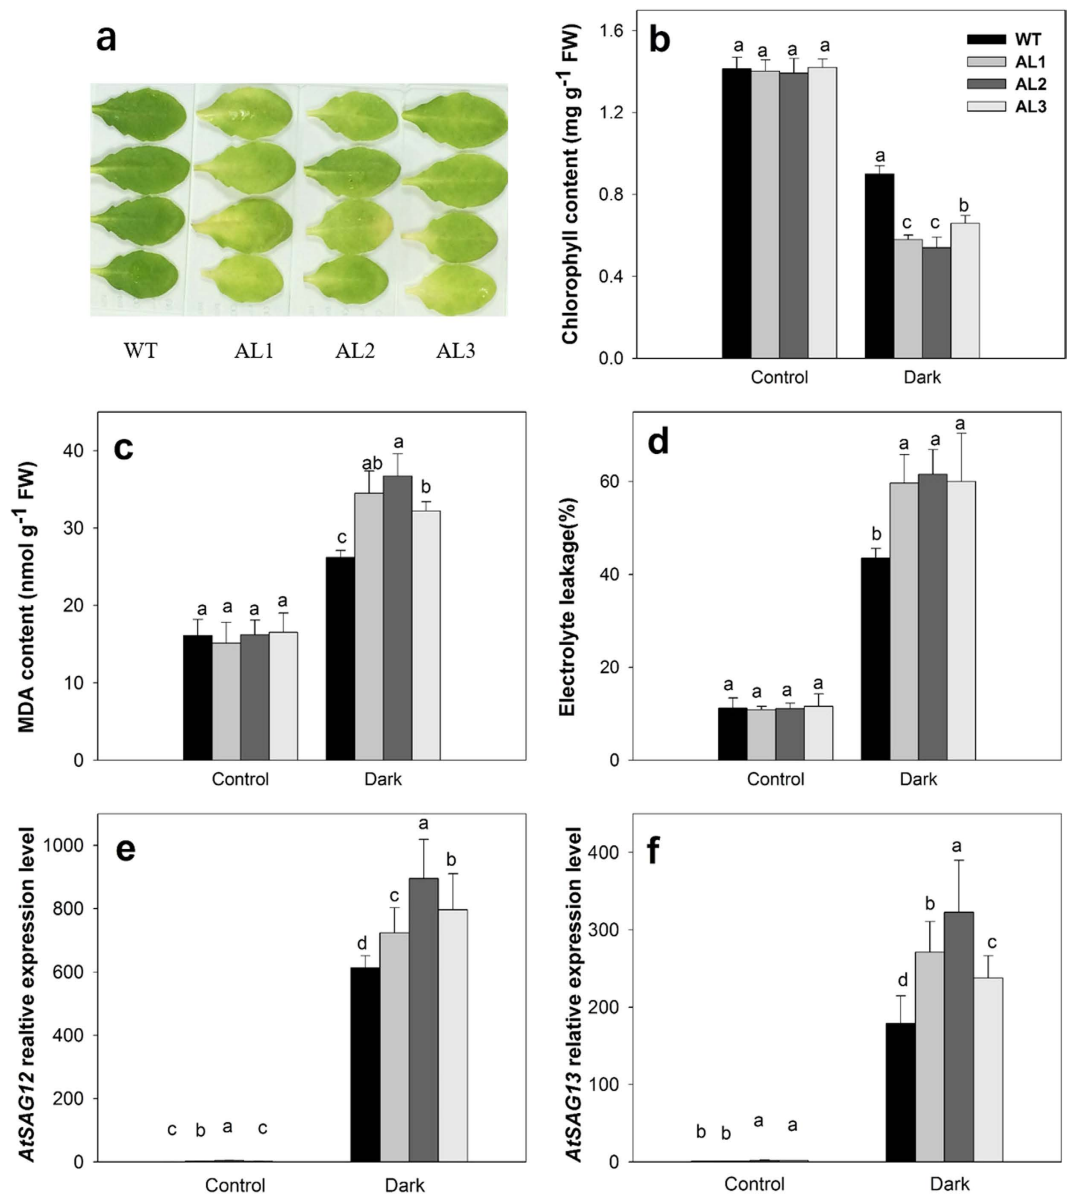 a
WT AL1 AL2 AL3
b
Chlorophyll content (mg g-1 FW)
1.6
1.2
0.8
0.4
0.0
WT
AL1
AL2
AL3
a a a a
a c c b
Control Dark
c
MDA content (nmol g-1 FW)
40
30
20
10
0
a a a a
c ab a b
Control Dark
d
Electrolyte leakage(%)
60
40
20
0
a a a a
b a a a
Control Dark
e
AtSAG12 realtive expression level
1000
800
600
400
200
0
c b a c
d c a b
Control Dark
f
AtSAG13 relative expression level
400
300
200
100
0
b b a a
d b a c
Control Dark